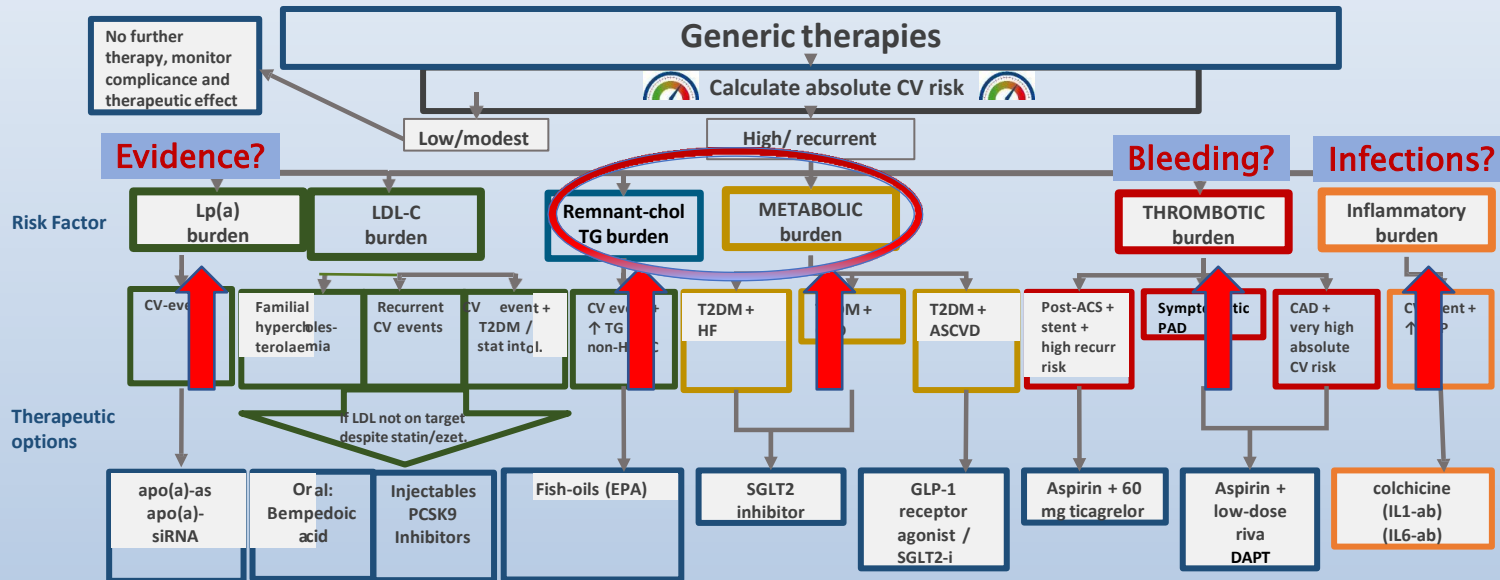 Generic therapies
No further
therapy, monitor
complicance and
therapeutic effect
Calculate absolute CV risk
Low/modest
High/ recurrent
Evidence?
Bleeding?
Infections?
Risk Factor
Lp(a)
burden
LDL-C
burden
Remnant-chol
TG burden
METABOLIC
burden
THROMBOTIC
burden
Inflammatory
burden
Familial
hypercholes-
terolaemia
Recurrent
CV events
event +
T2DM /
stat intol.
CV
↑ TG
T2DM +
HF
T2DM +
ASCVD
Post-ACS +
stent +
high recurr
risk
PAD
CAD +
very high
absolute
CV risk
Therapeutic
options
If LDL not on target
despite statin/ezet.
apo(a)-as
apo(a)-
siRNA
Oral:
Bempedoic
acid
Injectables
PCSK9
Inhibitors
Fish-oils (EPA)
SGLT2
inhibitor
GLP-1
receptor
agonist /
SGLT2-i
Aspirin + 60
mg ticagrelor
Aspirin +
low-dose
riva
DAPT
colchicine
(IL1-ab)
(IL6-ab)